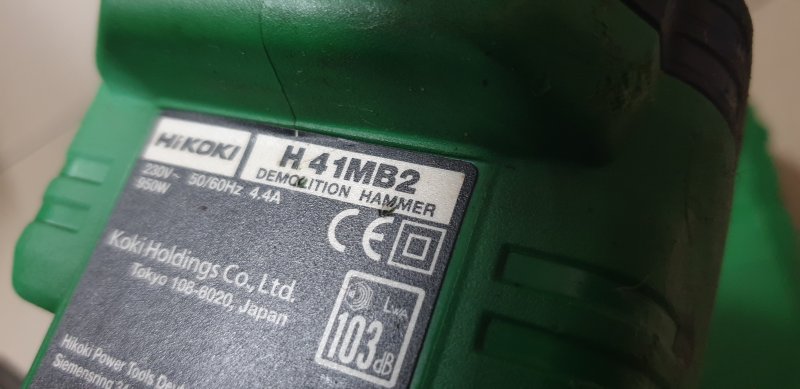 HiKOKI
H 41MB2
DEMOLITION HAMMER
230V~ 50/60Hz 4.4A
950W
CE
Koki Holdings Co., Ltd.
Tokyo 108-6020, Japan
LWA
103dB
Hikoki Power Tools
Siemensring